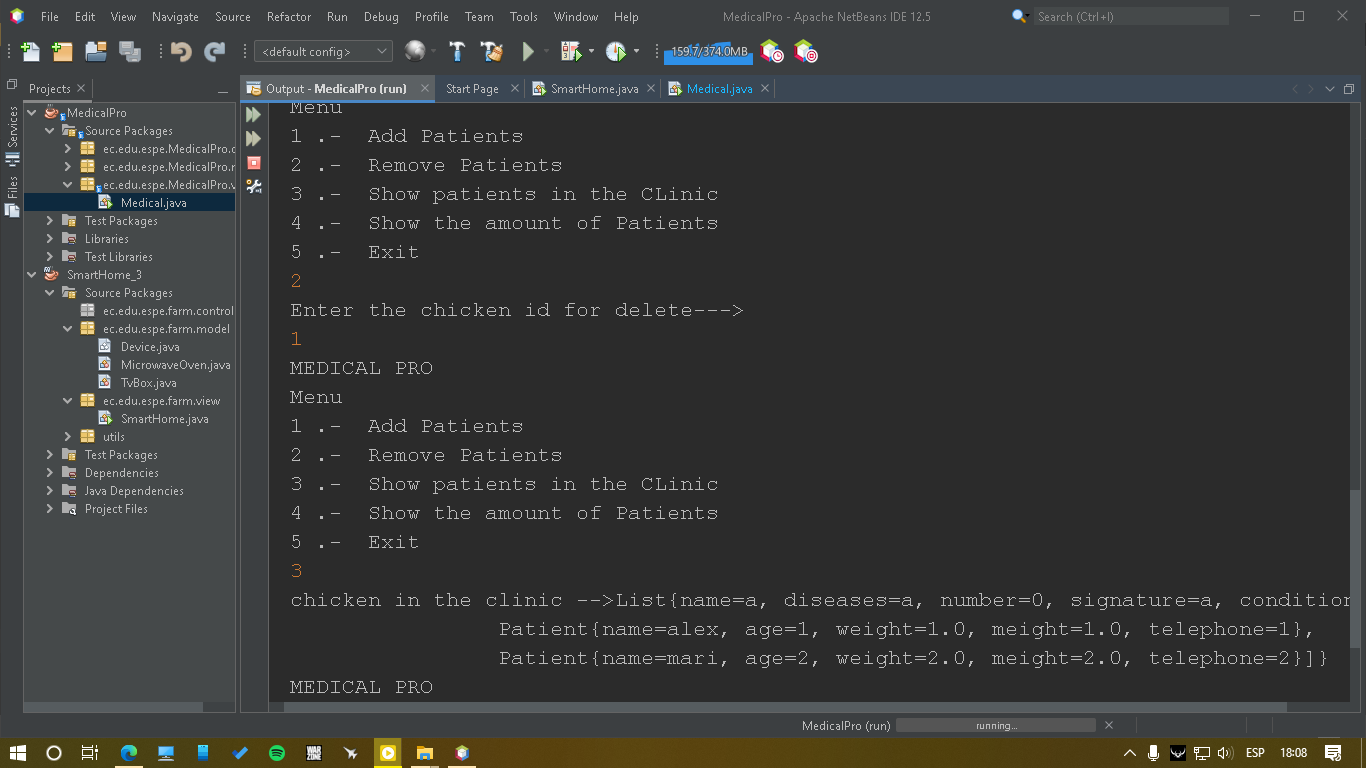 File Edit View Navigate Source Refactor Run Debug Profile Team Tools Window Help
MedicalPro - Apache NetBeans IDE 12.5
Search (Ctrl+I)
<default config>
159.7/374.0MB
Projects
Output - MedicalPro (run)
Start Page
SmartHome.java
Medical.java
Services
Files
MedicalPro
Source Packages
ec.edu.espe.MedicalPro.c
ec.edu.espe.MedicalPro.r
ec.edu.espe.MedicalPro.v
Medical.java
Test Packages
Libraries
Test Libraries
SmartHome_3
Source Packages
ec.edu.espe.farm.control
ec.edu.espe.farm.model
Device.java
MicrowaveOven.java
TvBox.java
ec.edu.espe.farm.view
SmartHome.java
utils
Test Packages
Dependencies
Java Dependencies
Project Files
Menu
1 .-  Add Patients
2 .-  Remove Patients
3 .-  Show patients in the CLinic
4 .-  Show the amount of Patients
5 .-  Exit
2
Enter the chicken id for delete--->
1
MEDICAL PRO
Menu
1 .-  Add Patients
2 .-  Remove Patients
3 .-  Show patients in the CLinic
4 .-  Show the amount of Patients
5 .-  Exit
3
chicken in the clinic -->List{name=a, diseases=a, number=0, signature=a, condition
Patient{name=alex, age=1, weight=1.0, meight=1.0, telephone=1},
Patient{name=mari, age=2, weight=2.0, meight=2.0, telephone=2}]}
MEDICAL PRO
MedicalPro (run)
running...
WAR
ZONE
ESP
18:08